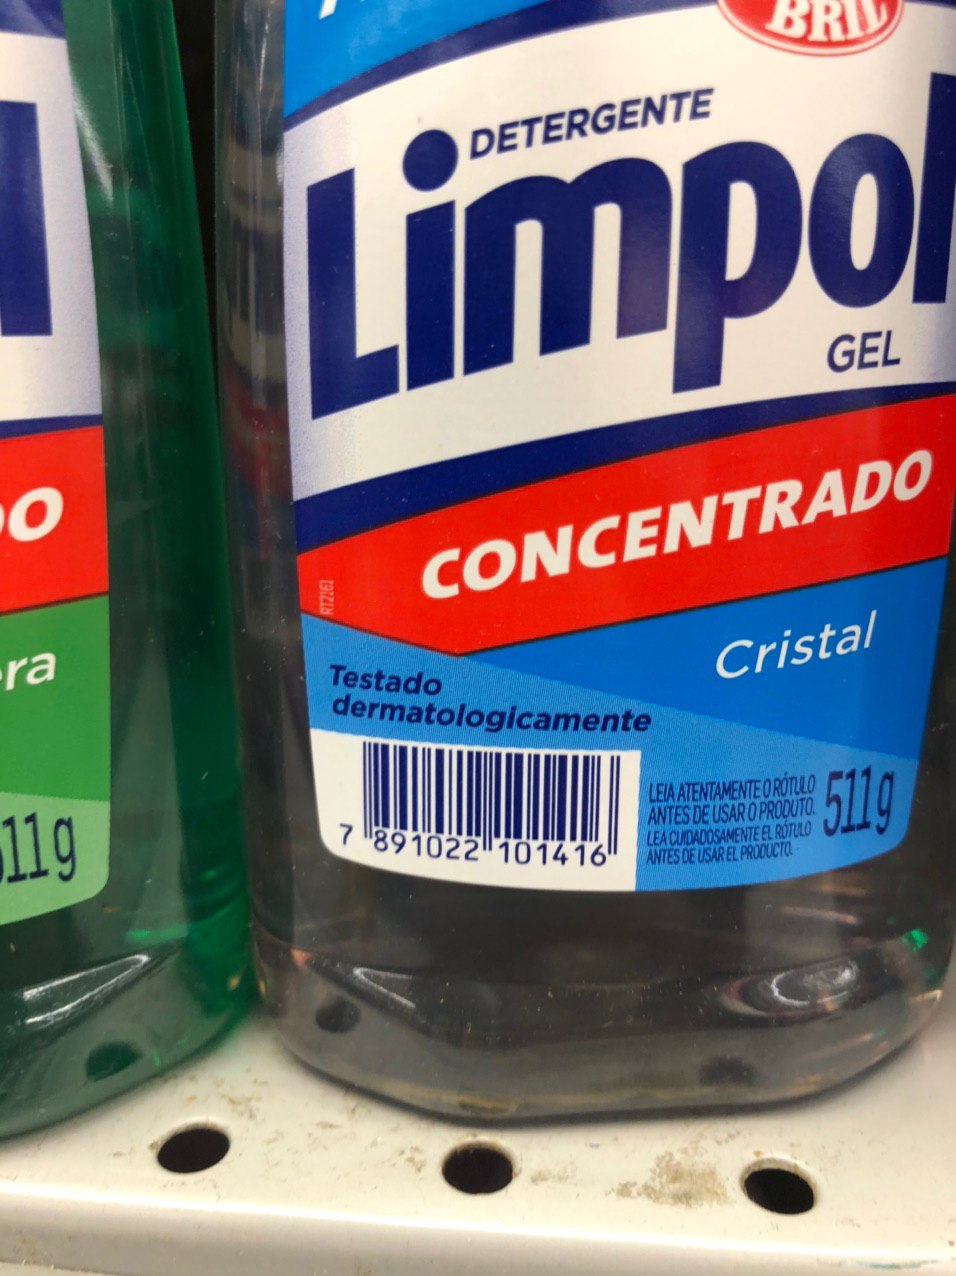 BRIL
DETERGENTE
Limpol
GEL
CONCENTRADO
RT2161
Cristal
Testado
dermatologicamente
7 891022 101416
LEIA ATENTAMENTE O RÓTULO
ANTES DE USAR O PRODUTO.
LEA CUIDADOSAMENTE EL RÓTULO
ANTES DE USAR EL PRODUCTO.
511g
DO
era
511g